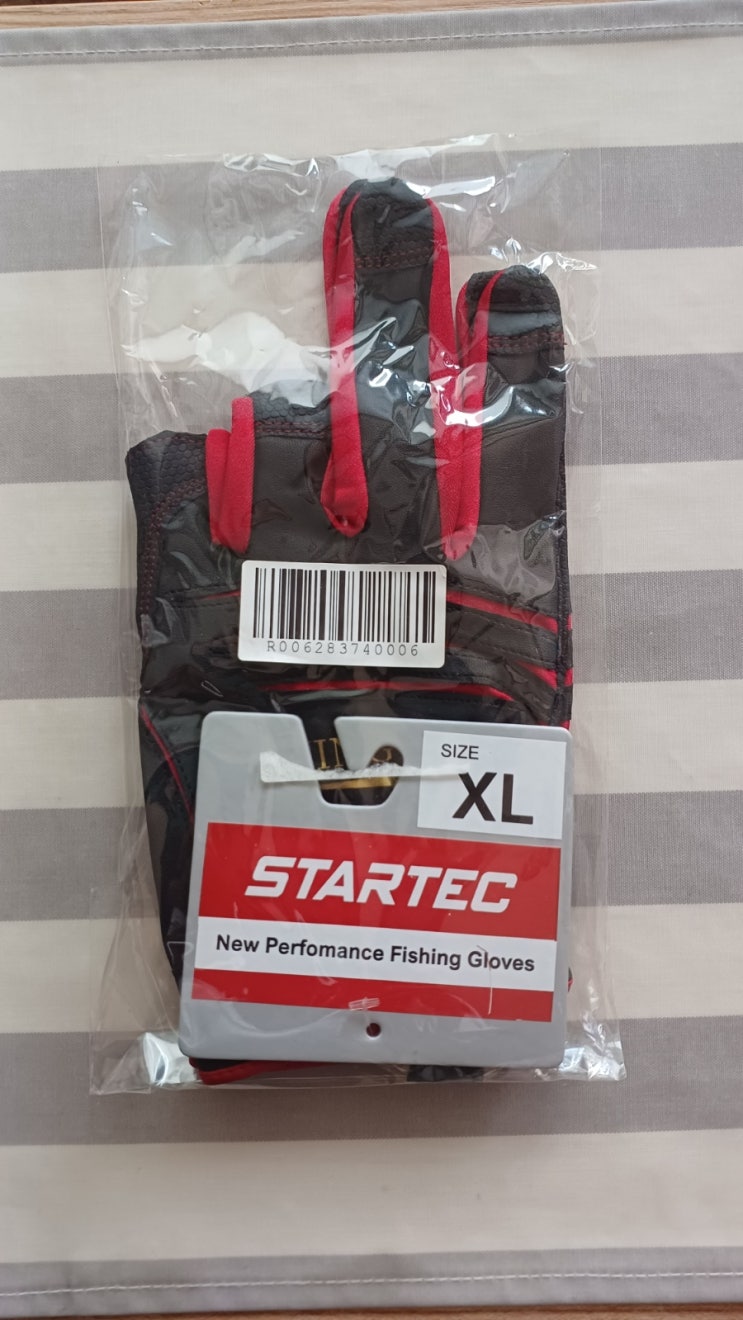 R006283740006
SIZE
XL
STARTEC
New Perfomance Fishing Gloves